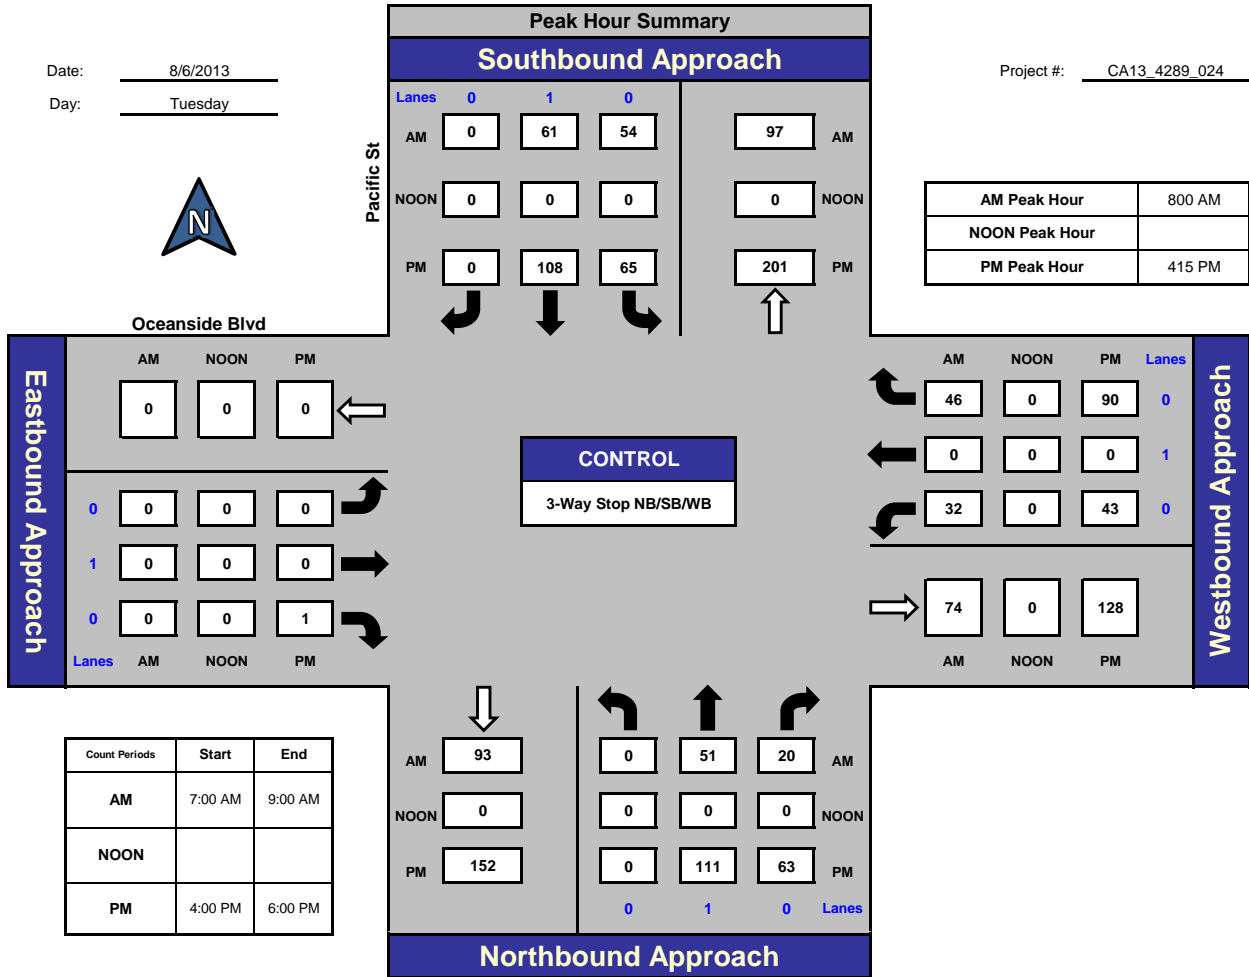 Peak Hour Summary
Southbound Approach
Date: 8/6/2013
Day: Tuesday
Project #: CA13_4289_024
N
Pacific St
Lanes 0 1 0
AM 0 61 54 97 AM
NOON 0 0 0 0 NOON
PM 0 108 65 201 PM
AM Peak Hour 800 AM
NOON Peak Hour
PM Peak Hour 415 PM
Oceanside Blvd
Eastbound Approach
AM NOON PM
0 0 0
0 0 0 0
1 0 0 0
0 0 0 1
Lanes AM NOON PM
CONTROL
3-Way Stop NB/SB/WB
AM NOON PM Lanes
46 0 90 0
0 0 0 1
32 0 43 0
74 0 128
AM NOON PM
Westbound Approach
Count Periods Start End
AM 7:00 AM 9:00 AM
NOON
PM 4:00 PM 6:00 PM
AM 93 0 51 20 AM
NOON 0 0 0 0 NOON
PM 152 0 111 63 PM
0 1 0 Lanes
Northbound Approach